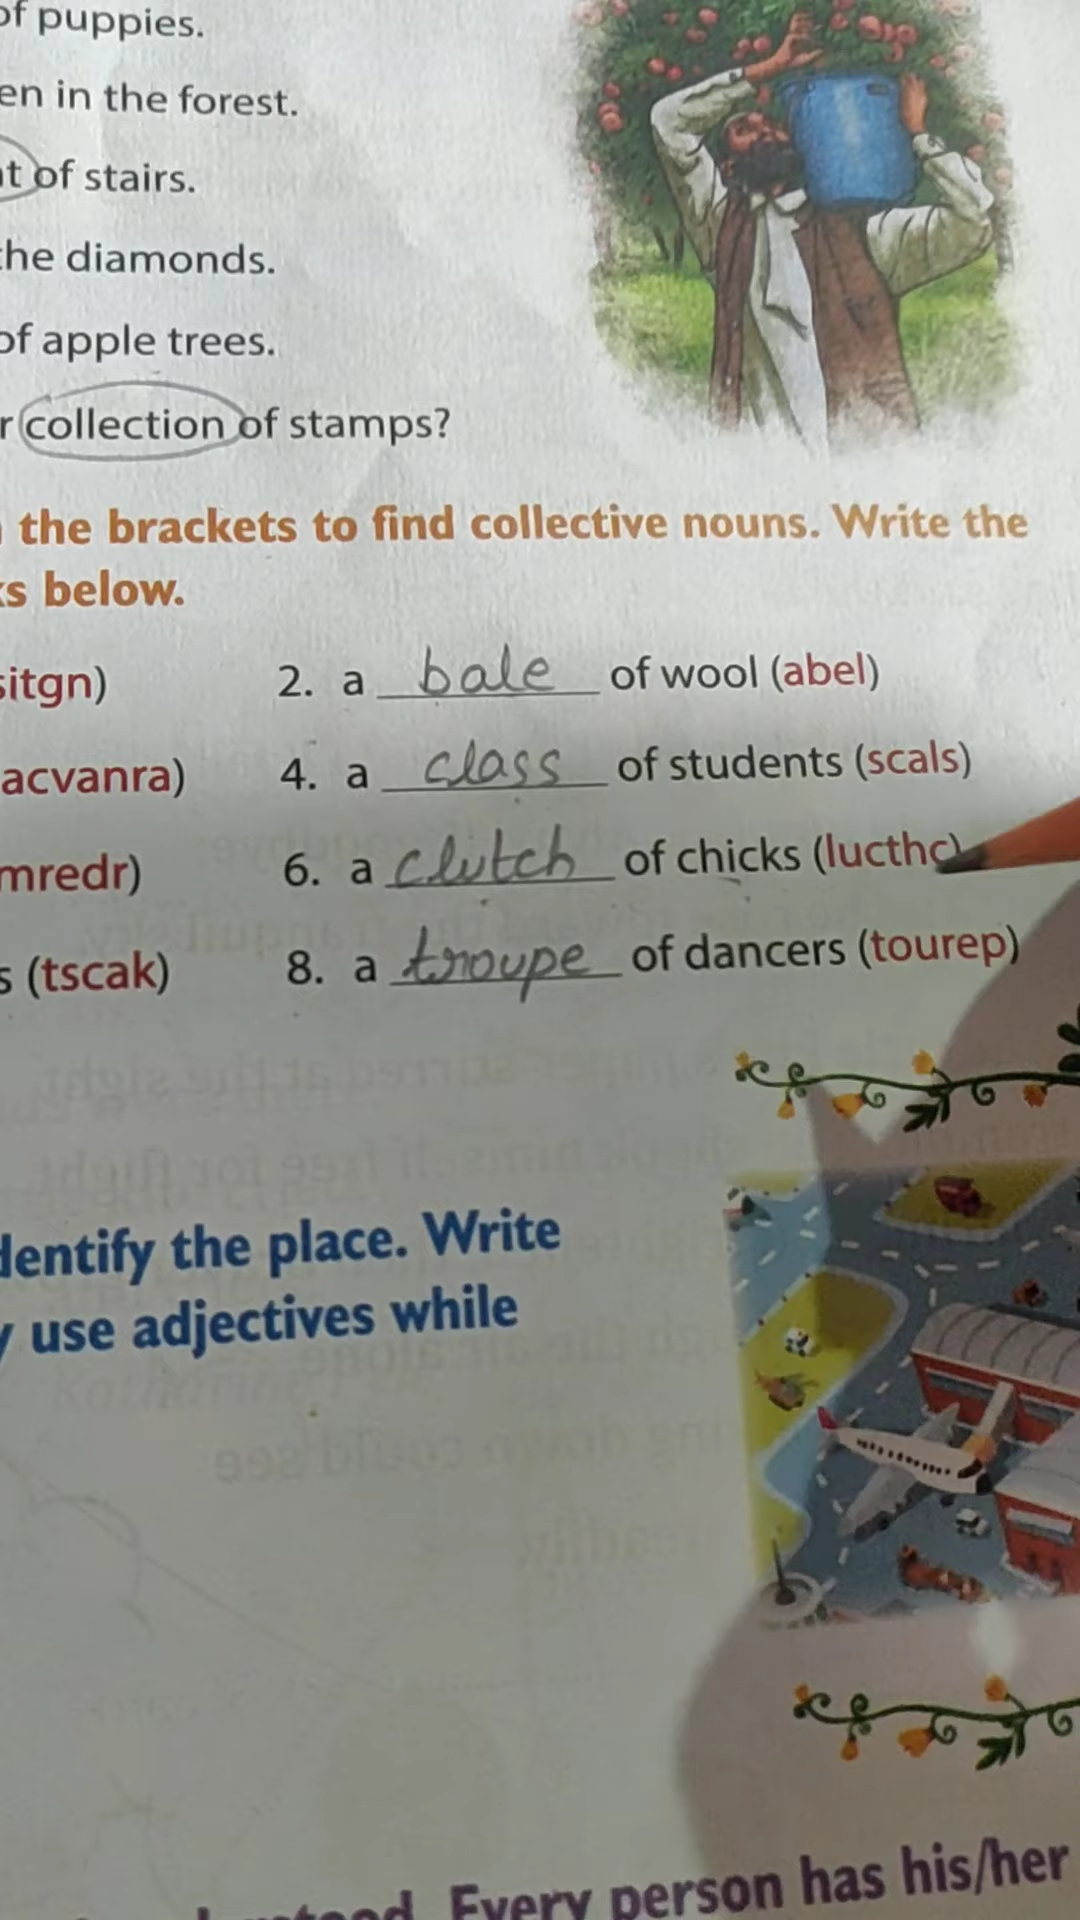 of puppies.
en in the forest.
t of stairs.
the diamonds.
of apple trees.
r collection of stamps?
the brackets to find collective nouns. Write the
s below.
sitgn) 2. a bale of wool (abel)
acvanra) 4. a class of students (scals)
mredr) 6. a clutch of chicks (lucthc)
s (tscak) 8. a troupe of dancers (tourep)
dentify the place. Write
y use adjectives while
Every person has his/her